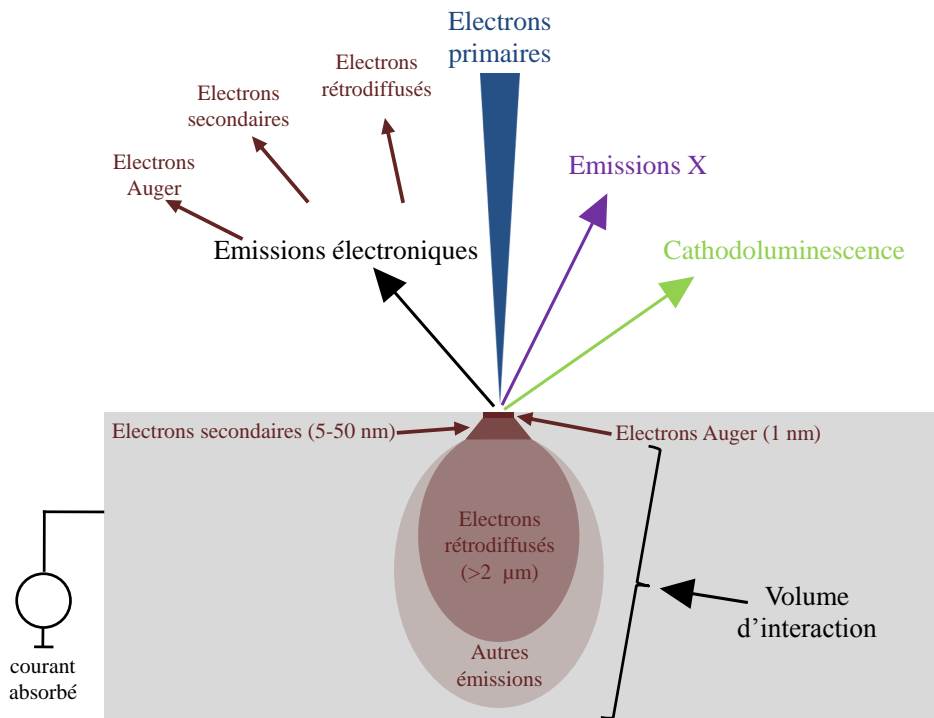 Electrons
primaires
Electrons
rétrodiffusés
Electrons
secondaires
Electrons
Auger
Emissions X
Emissions électroniques
Cathodoluminescence
Electrons secondaires (5-50 nm)
Electrons Auger (1 nm)
Electrons
rétrodiffusés
(>2 µm)
Volume
d’interaction
Autres
émissions
courant
absorbé